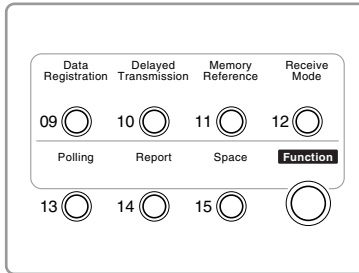 Data Registration
Delayed Transmission
Memory Reference
Receive Mode
09
10
11
12
Polling
Report
Space
Function
13
14
15